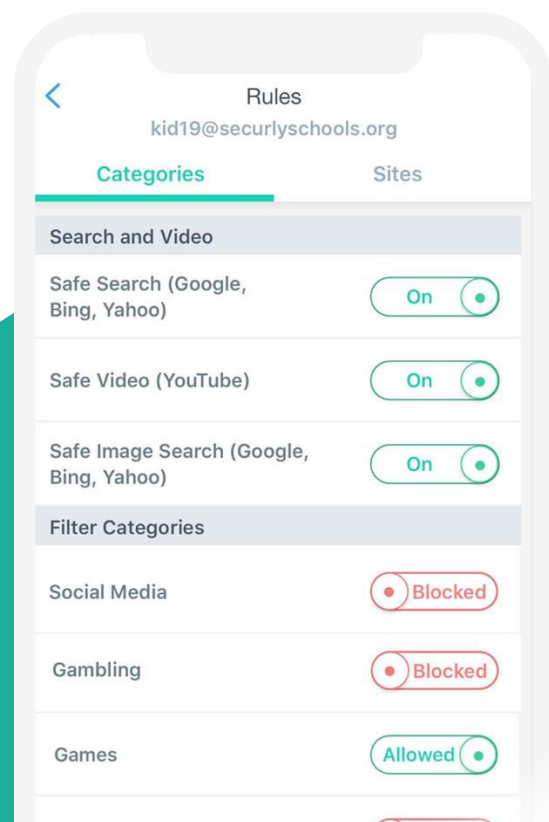 Rules
kid19@securlyschools.org
Categories
Sites
Search and Video
Safe Search (Google,
Bing, Yahoo)
On
Safe Video (YouTube)
On
Safe Image Search (Google,
Bing, Yahoo)
On
Filter Categories
Social Media
Blocked
Gambling
Blocked
Games
Allowed